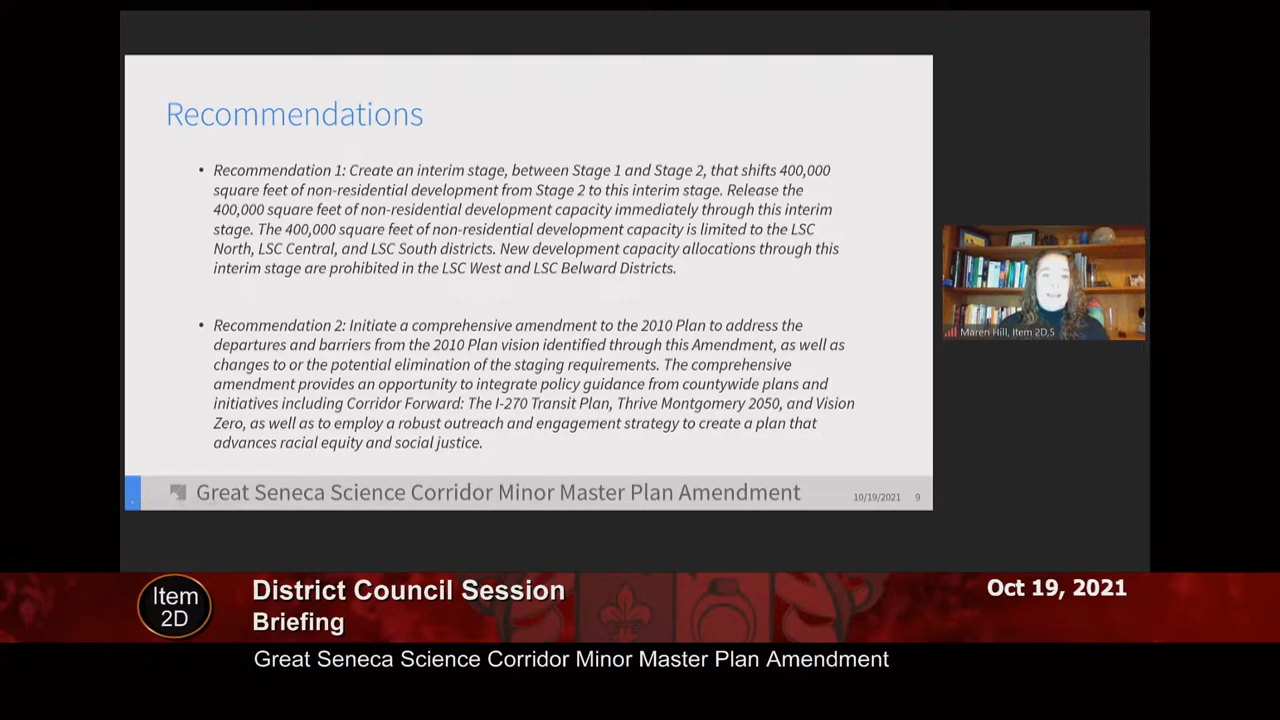 Recommendations
• Recommendation 1: Create an interim stage, between Stage 1 and Stage 2, that shifts 400,000
square feet of non-residential development from Stage 2 to this interim stage. Release the
400,000 square feet of non-residential development capacity immediately through this interim
stage. The 400,000 square feet of non-residential development capacity is limited to the LSC
North, LSC Central, and LSC South districts. New development capacity allocations through this
interim stage are prohibited in the LSC West and LSC Belward Districts.
• Recommendation 2: Initiate a comprehensive amendment to the 2010 Plan to address the
departures and barriers from the 2010 Plan vision identified through this Amendment, as well as
changes to or the potential elimination of the staging requirements. The comprehensive
amendment provides an opportunity to integrate policy guidance from countywide plans and
initiatives including Corridor Forward: The I-270 Transit Plan, Thrive Montgomery 2050, and Vision
Zero, as well as to employ a robust outreach and engagement strategy to create a plan that
advances racial equity and social justice.
Great Seneca Science Corridor Minor Master Plan Amendment
10/19/2021 9
Maren Hill, Item 2D,5
Item
2D
District Council Session
Briefing
Oct 19, 2021
Great Seneca Science Corridor Minor Master Plan Amendment